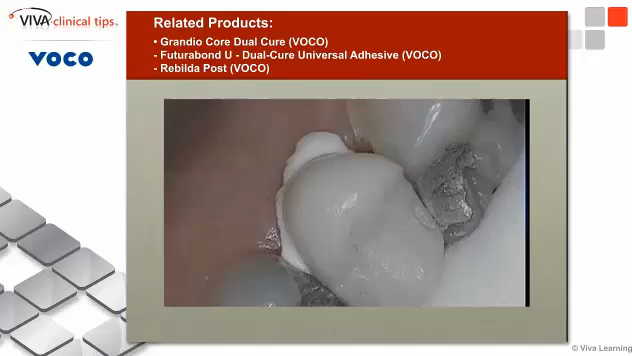 VIVA clinical tips™
VOCO
Related Products:
• Grandio Core Dual Cure (VOCO)
- Futurabond U - Dual-Cure Universal Adhesive (VOCO)
- Rebilda Post (VOCO)
© Viva Learning